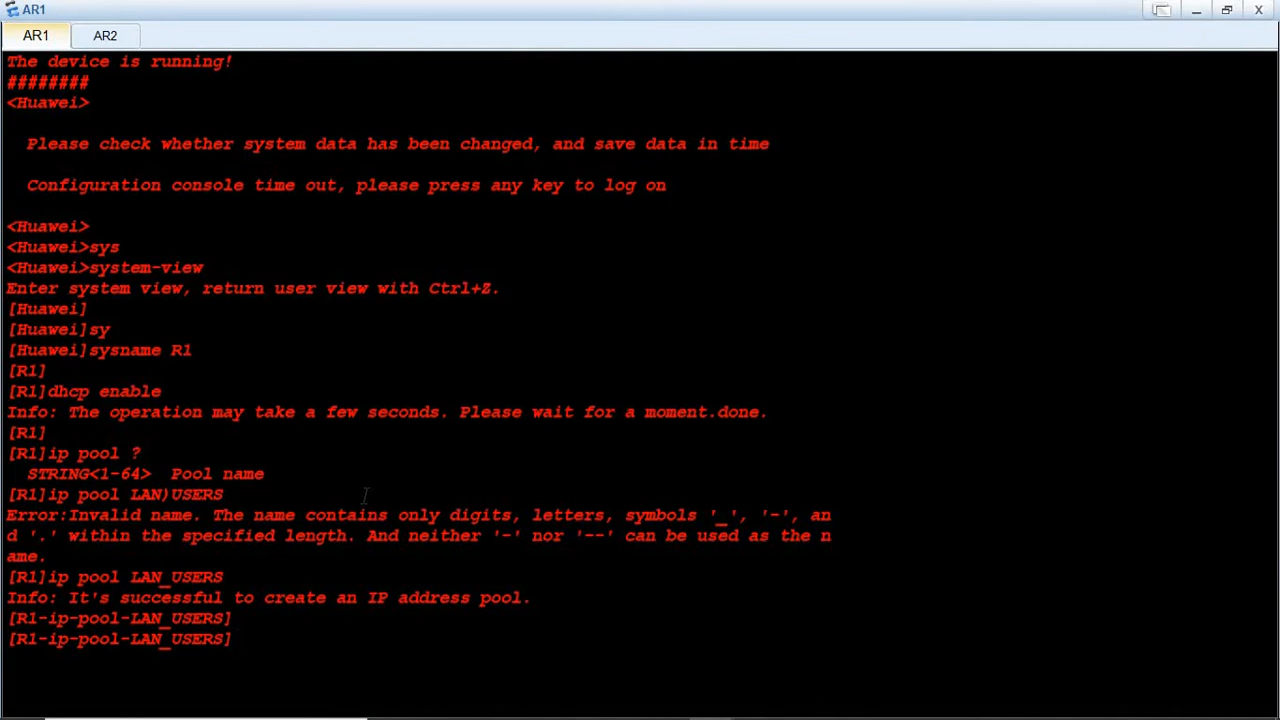 AR1
AR1
AR2
The device is running!
########
<Huawei>
Please check whether system data has been changed, and save data in time
Configuration console time out, please press any key to log on
<Huawei>
<Huawei>sys
<Huawei>system-view
Enter system view, return user view with Ctrl+Z.
[Huawei]
[Huawei]sy
[Huawei]sysname R1
[R1]
[R1]dhcp enable
Info: The operation may take a few seconds. Please wait for a moment.done.
[R1]
[R1]ip pool ?
STRING<1-64>  Pool name
[R1]ip pool LAN)USERS
Error:Invalid name. The name contains only digits, letters, symbols '_', '-', an
d '.' within the specified length. And neither '-' nor '--' can be used as the n
ame.
[R1]ip pool LAN_USERS
Info: It's successful to create an IP address pool.
[R1-ip-pool-LAN_USERS]
[R1-ip-pool-LAN_USERS]